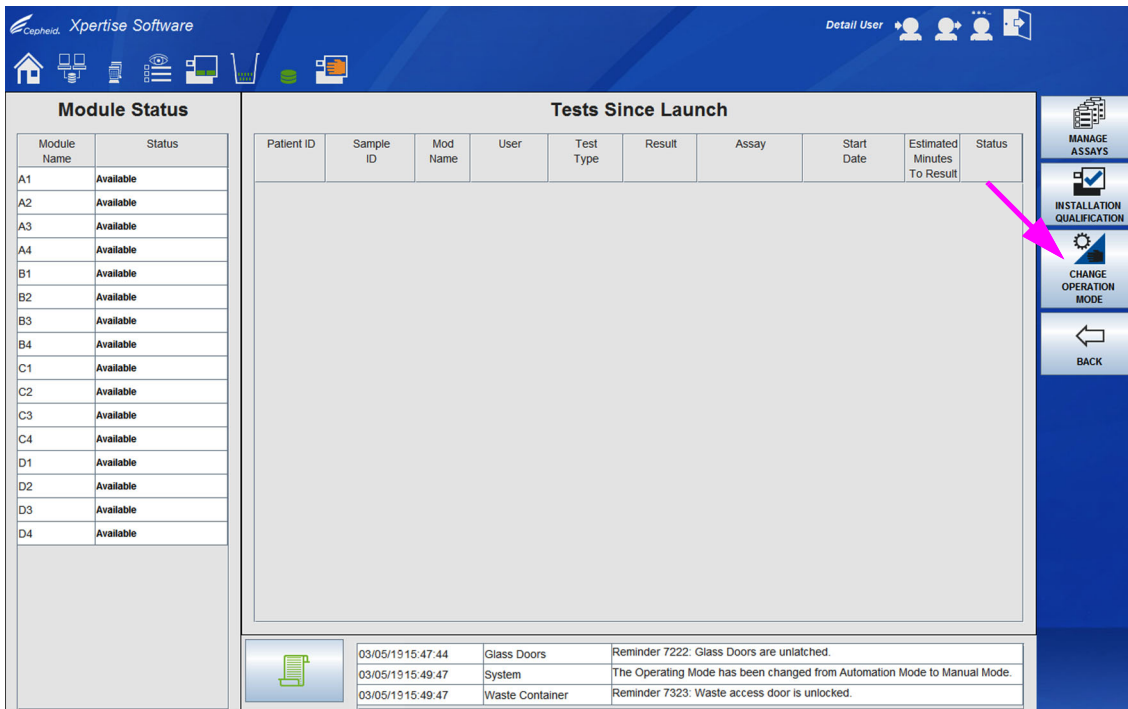 Cepheid. Xpertise Software
Detail User
Module Status
Module Name
Status
A1 Available
A2 Available
A3 Available
A4 Available
B1 Available
B2 Available
B3 Available
B4 Available
C1 Available
C2 Available
C3 Available
C4 Available
D1 Available
D2 Available
D3 Available
D4 Available
Tests Since Launch
Patient ID
Sample ID
Mod Name
User
Test Type
Result
Assay
Start Date
Estimated Minutes To Result
Status
03/05/19 15:47:44 Glass Doors Reminder 7222: Glass Doors are unlatched.
03/05/19 15:49:47 System The Operating Mode has been changed from Automation Mode to Manual Mode.
03/05/19 15:49:47 Waste Container Reminder 7323: Waste access door is unlocked.
MANAGE
ASSAYS
INSTALLATION
QUALIFICATION
CHANGE
OPERATION
MODE
BACK